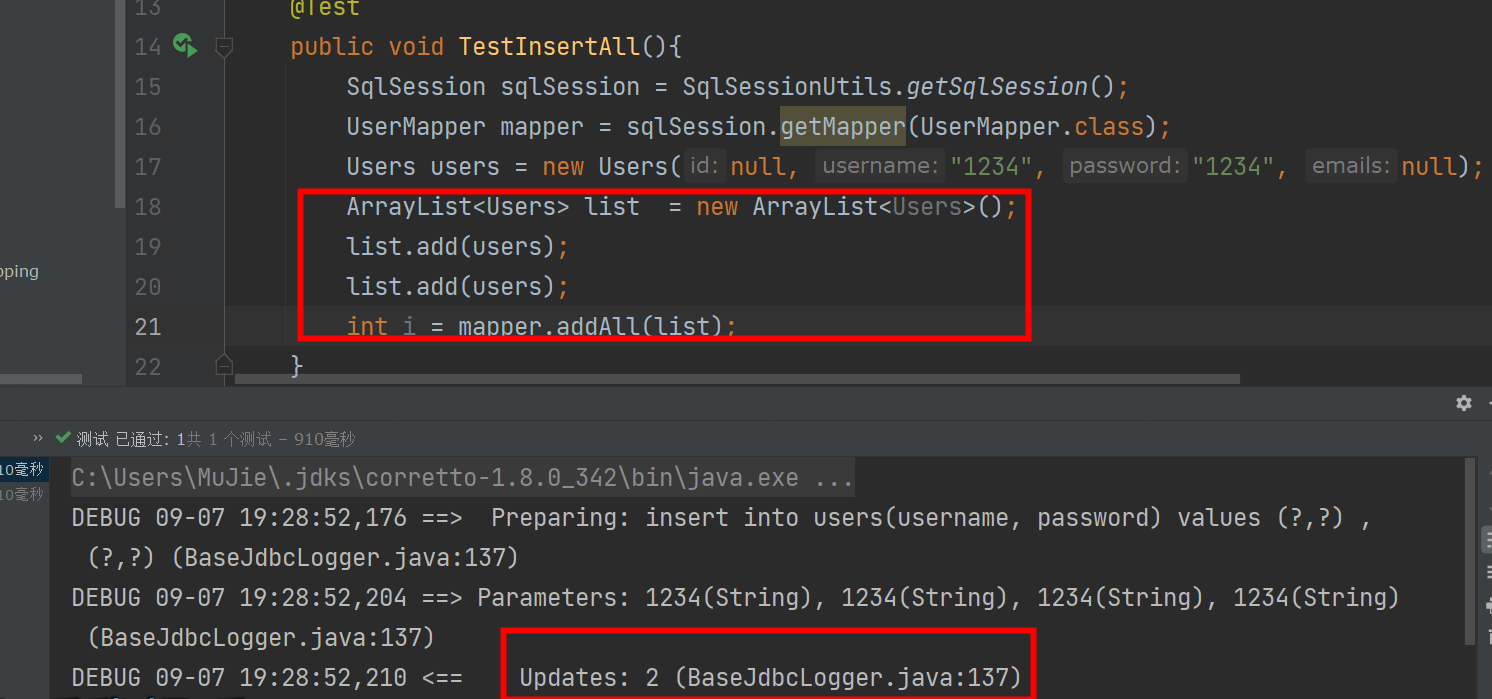 13 @Test
14 public void TestInsertAll(){
15 SqlSession sqlSession = SqlSessionUtils.getSqlSession();
16 UserMapper mapper = sqlSession.getMapper(UserMapper.class);
17 Users users = new Users( id: null, username: "1234", password: "1234", emails: null);
18 ArrayList<Users> list  = new ArrayList<Users>();
19 list.add(users);
pping
20 list.add(users);
21 int i = mapper.addAll(list);
22 }
» 测试 已通过: 1共 1 个测试 – 910毫秒
10毫秒 C:\Users\MuJie\.jdks\corretto-1.8.0_342\bin\java.exe ...
10毫秒
DEBUG 09-07 19:28:52,176 ==>  Preparing: insert into users(username, password) values (?,?) ,
(?,?) (BaseJdbcLogger.java:137)
DEBUG 09-07 19:28:52,204 ==> Parameters: 1234(String), 1234(String), 1234(String), 1234(String)
(BaseJdbcLogger.java:137)
DEBUG 09-07 19:28:52,210 <==    Updates: 2 (BaseJdbcLogger.java:137)